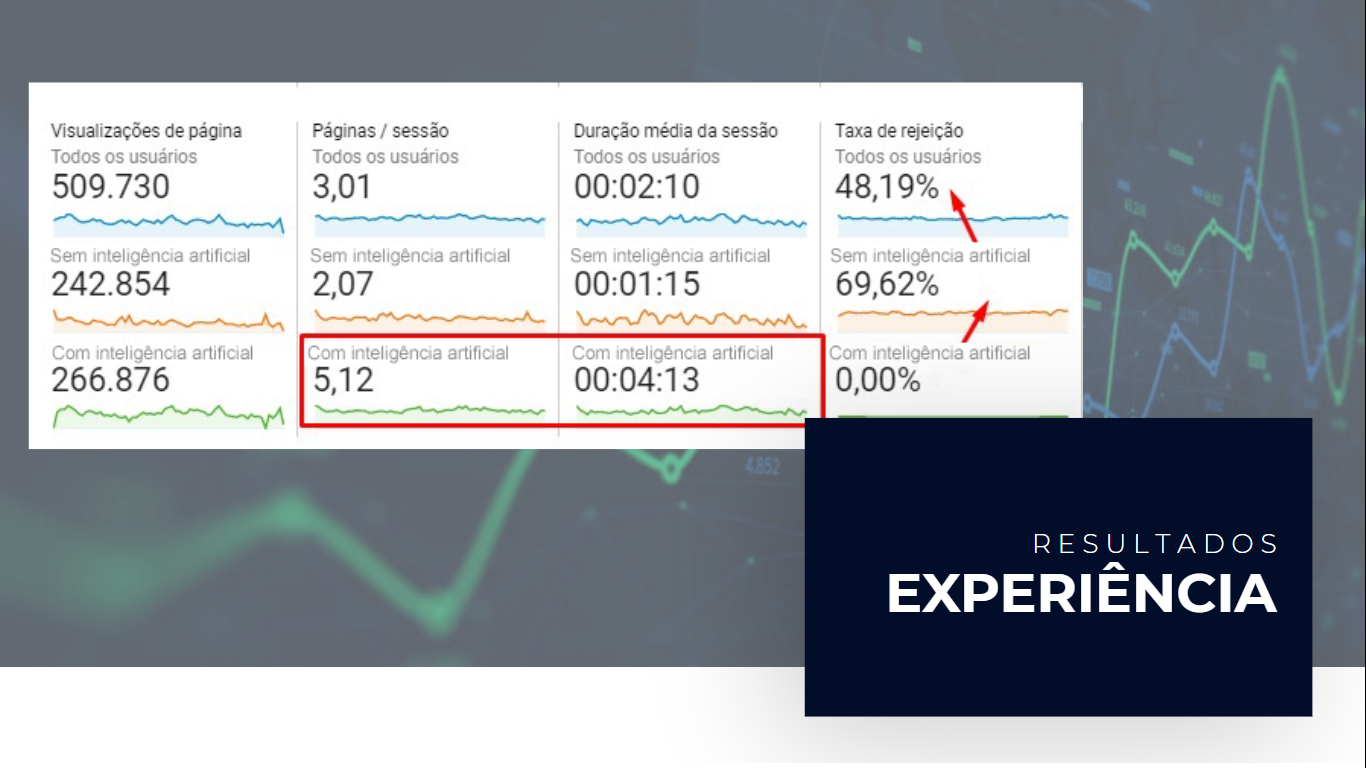 Visualizações de página
Todos os usuários
509.730
Sem inteligência artificial
242.854
Com inteligência artificial
266.876
Páginas / sessão
Todos os usuários
3,01
Sem inteligência artificial
2,07
Com inteligência artificial
5,12
Duração média da sessão
Todos os usuários
00:02:10
Sem inteligência artificial
00:01:15
Com inteligência artificial
00:04:13
Taxa de rejeição
Todos os usuários
48,19%
Sem inteligência artificial
69,62%
Com inteligência artificial
0,00%
4,852
RESULTADOS
EXPERIÊNCIA